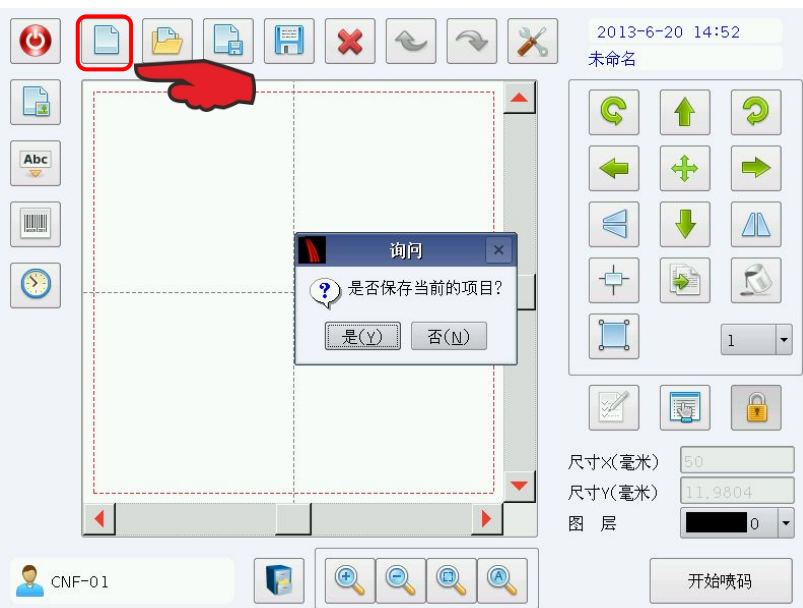 2013-6-20 14:52
未命名
Abc
询问
是否保存当前的项目?
是(Y)
否(N)
1
尺寸X(毫米)
50
尺寸Y(毫米)
11.9804
图 层
0
CNF-01
A
开始喷码